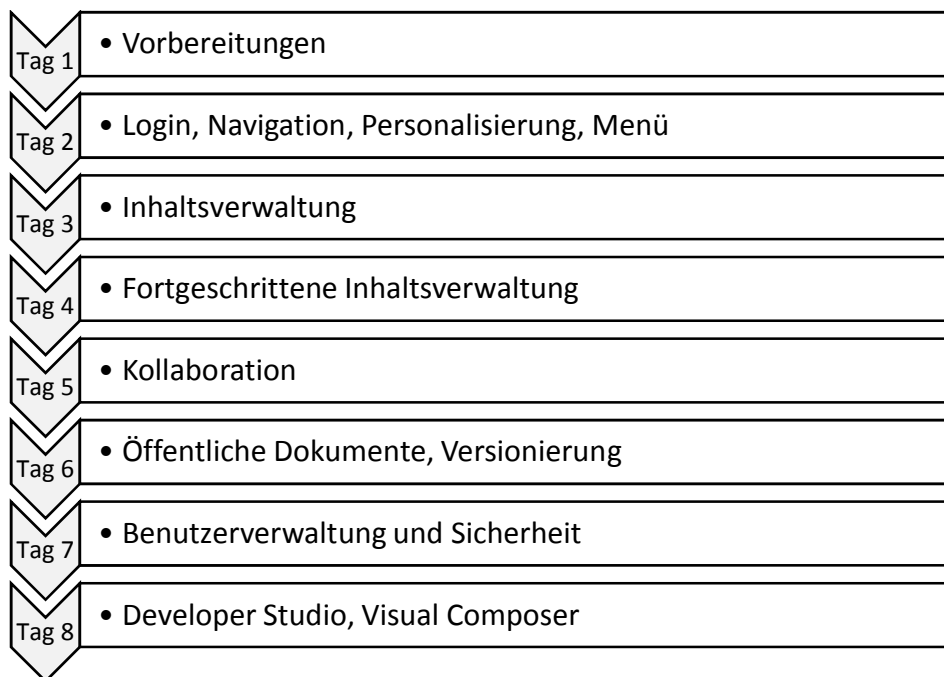 Tag 1
• Vorbereitungen
Tag 2
• Login, Navigation, Personalisierung, Menü
Tag 3
• Inhaltsverwaltung
Tag 4
• Fortgeschrittene Inhaltsverwaltung
Tag 5
• Kollaboration
Tag 6
• Öffentliche Dokumente, Versionierung
Tag 7
• Benutzerverwaltung und Sicherheit
Tag 8
• Developer Studio, Visual Composer